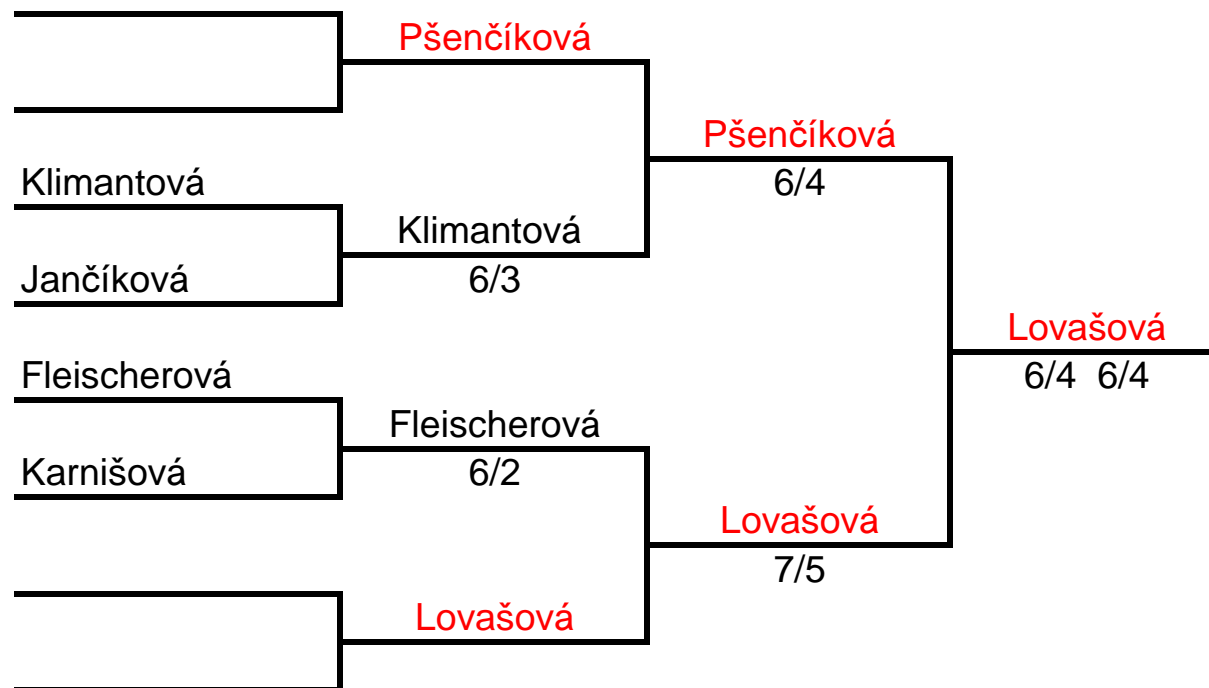 Pšenčíková
Pšenčíková
6/4
Klimantová
Klimantová
6/3
Jančíková
Lovašová
6/4 6/4
Fleischerová
Fleischerová
6/2
Karnišová
Lovašová
7/5
Lovašová